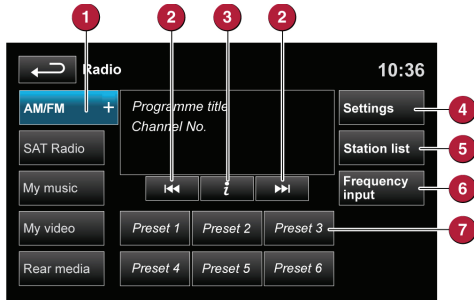 1
2
3
2
Radio
10:36
AM/FM +
Programme title
Channel No.
Settings
4
SAT Radio
Station list
5
My music
i
Frequency
input
6
My video
Preset 1
Preset 2
Preset 3
7
Rear media
Preset 4
Preset 5
Preset 6